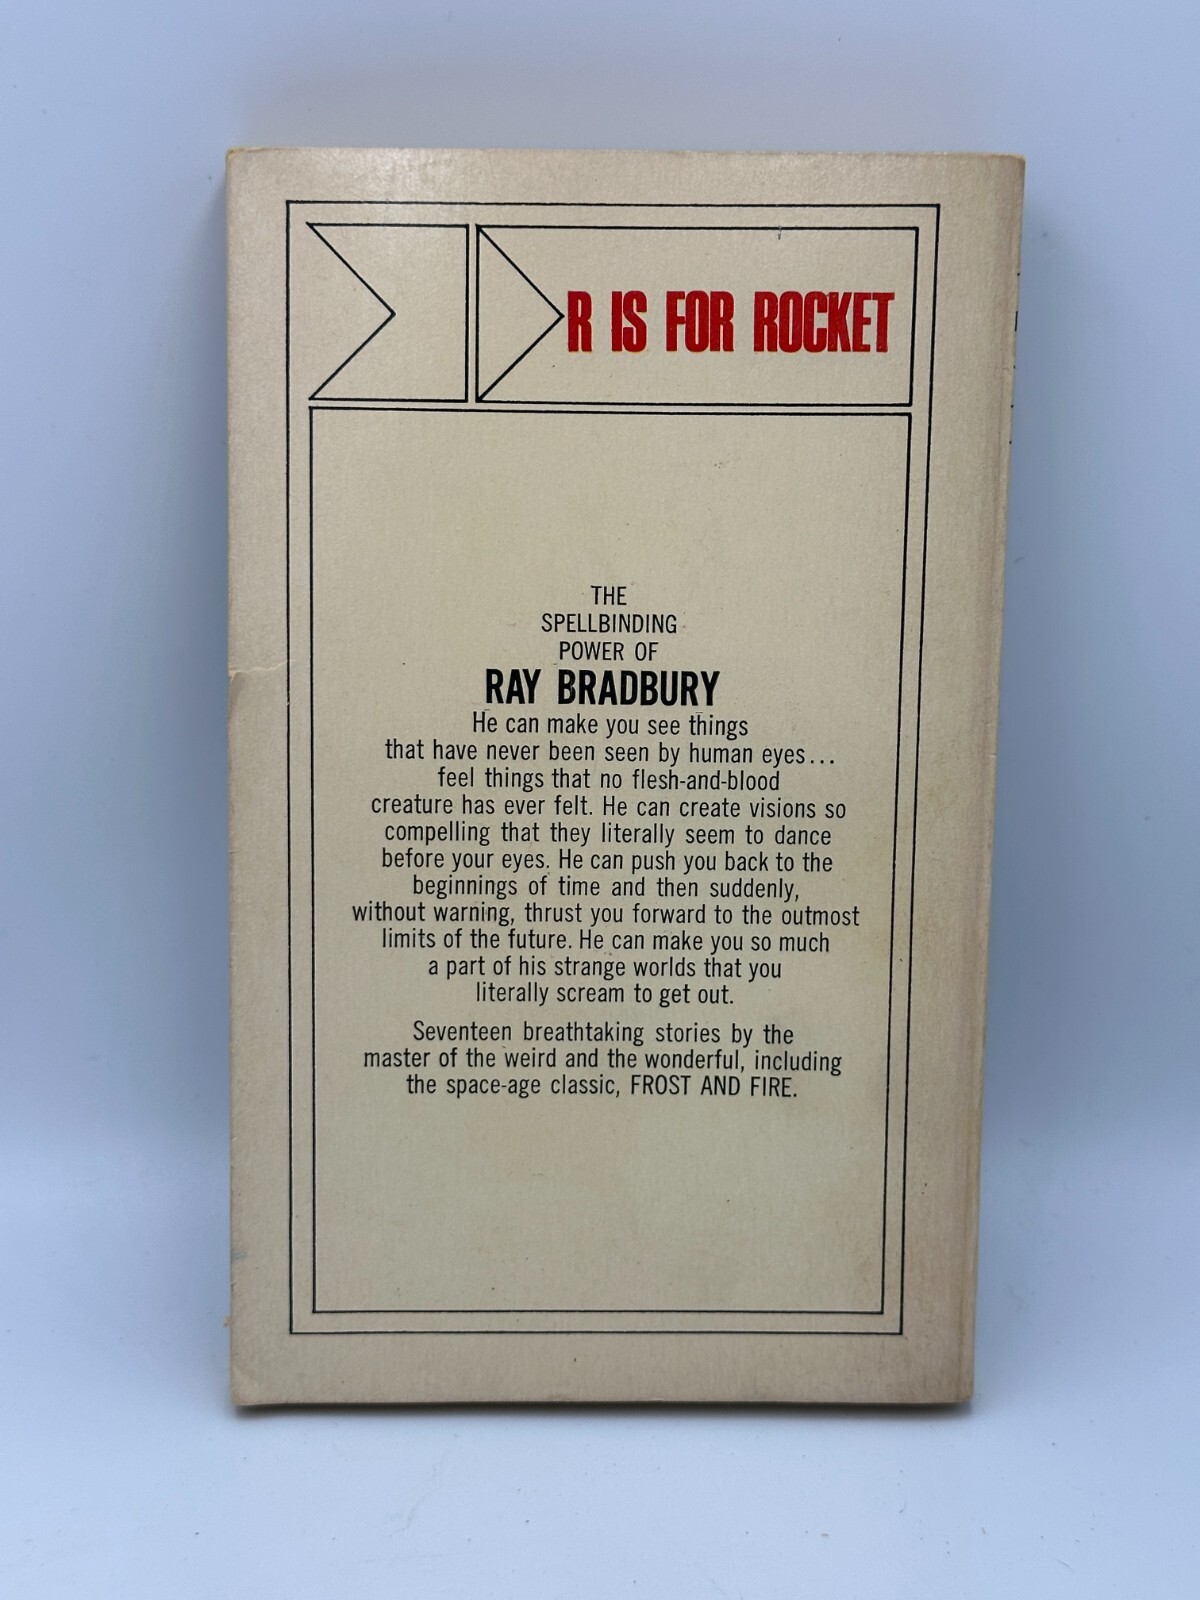 R IS FOR ROCKET
THE
SPELLBINDING
POWER OF
RAY BRADBURY
He can make you see things
that have never been seen by human eyes...
feel things that no flesh-and-blood
creature has ever felt. He can create visions so
compelling that they literally seem to dance
before your eyes. He can push you back to the
beginnings of time and then suddenly,
without warning, thrust you forward to the outmost
limits of the future. He can make you so much
a part of his strange worlds that you
literally scream to get out.
Seventeen breathtaking stories by the
master of the weird and the wonderful, including
the space-age classic, FROST AND FIRE.